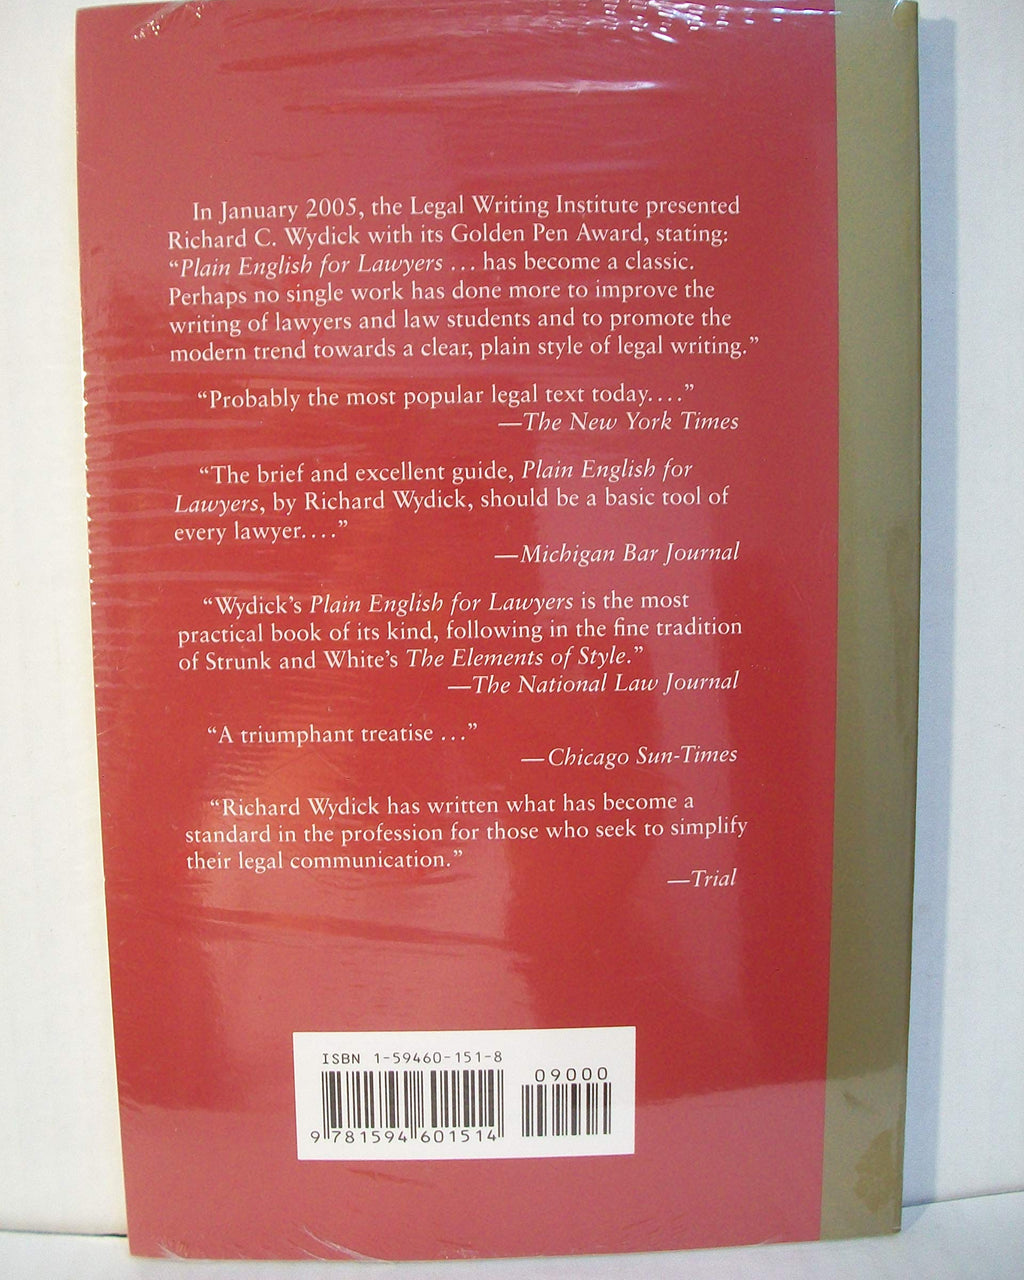 In January 2005, the Legal Writing Institute presented
Richard C. Wydick with its Golden Pen Award, stating:
“Plain English for Lawyers ... has become a classic.
Perhaps no single work has done more to improve the
writing of lawyers and law students and to promote the
modern trend towards a clear, plain style of legal writing.”
“Probably the most popular legal text today....”
—The New York Times
“The brief and excellent guide, Plain English for
Lawyers, by Richard Wydick, should be a basic tool of
every lawyer....”
—Michigan Bar Journal
“Wydick’s Plain English for Lawyers is the most
practical book of its kind, following in the fine tradition
of Strunk and White’s The Elements of Style.”
—The National Law Journal
“A triumphant treatise ...”
—Chicago Sun-Times
“Richard Wydick has written what has become a
standard in the profession for those who seek to simplify
their legal communication.”
—Trial
ISBN 1-59460-151-8
09000
9 781594 601514